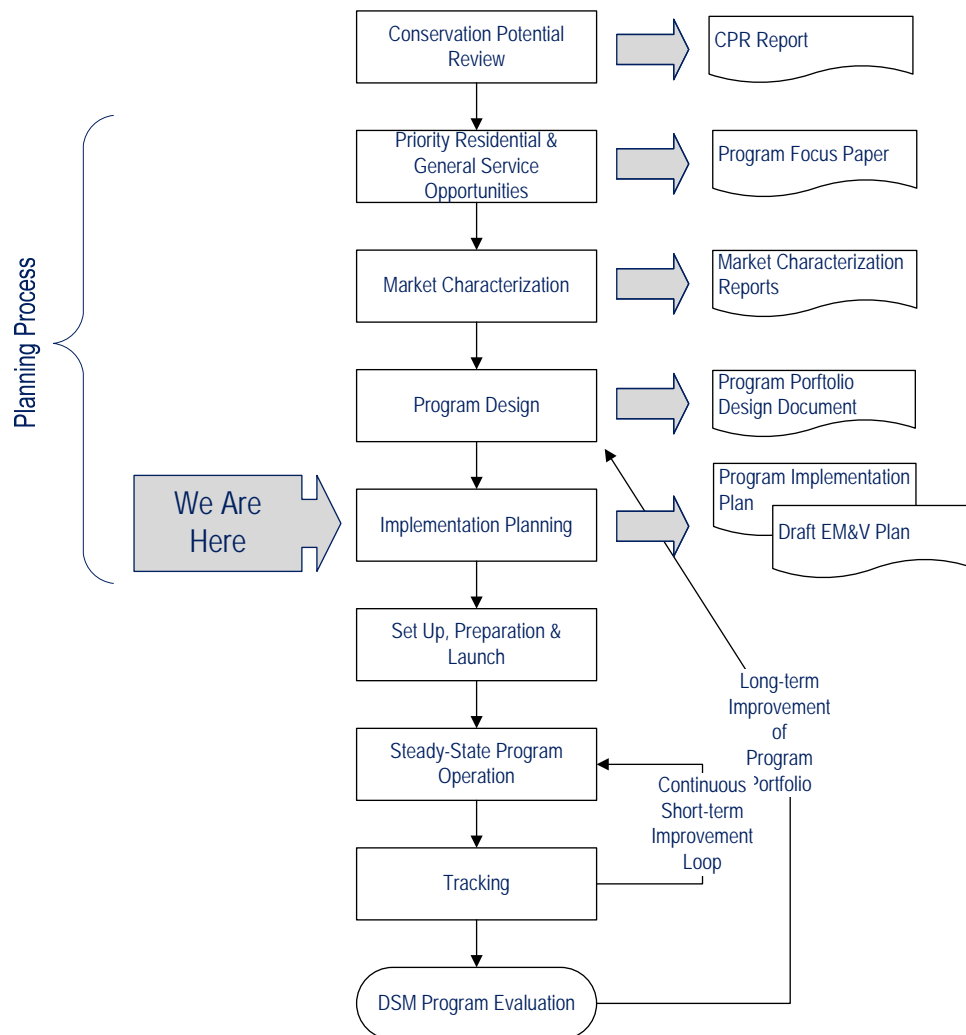 Conservation Potential
Review
CPR Report
Priority Residential &
General Service
Opportunities
Program Focus Paper
Planning Process
Market Characterization
Market Characterization
Reports
Program Design
Program Porftolio
Design Document
We Are
Here
Implementation Planning
Program Implementation
Plan
Draft EM&V Plan
Set Up, Preparation &
Launch
Long-term
Improvement
of
Program
Portfolio
Steady-State Program
Operation
Continuous
Short-term
Improvement
Loop
Tracking
DSM Program Evaluation